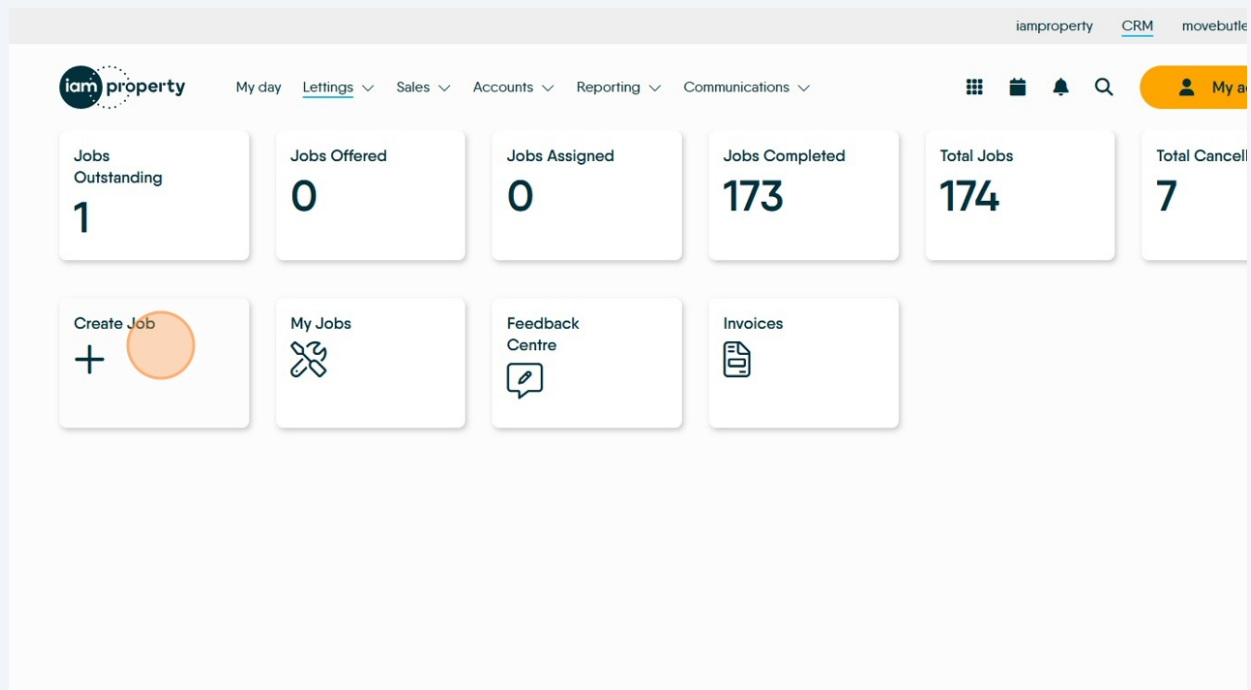 iamproperty CRM movebutle
iam property My day Lettings Sales Accounts Reporting Communications My a
Jobs Outstanding
1
Jobs Offered
0
Jobs Assigned
0
Jobs Completed
173
Total Jobs
174
Total Cancell
7
Create Job
My Jobs
Feedback
Centre
Invoices